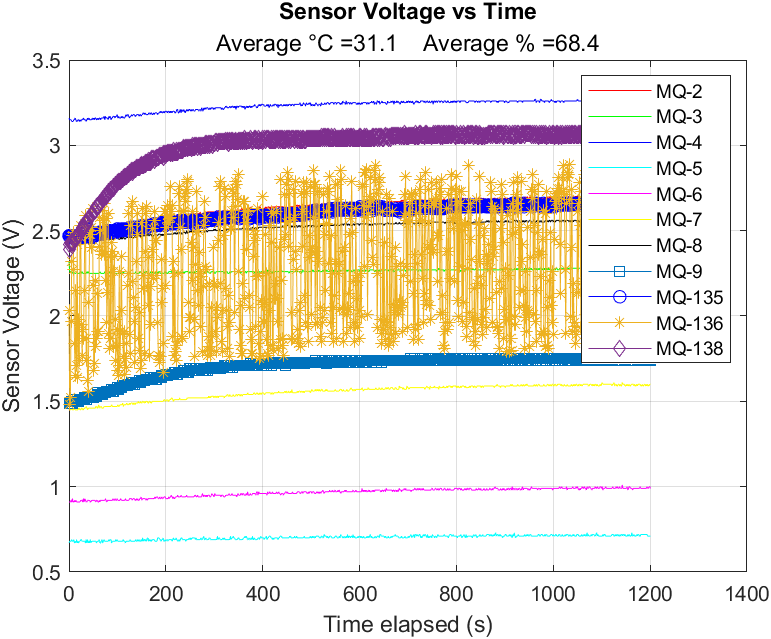 Sensor Voltage vs Time
Average °C =31.1 Average % =68.4
3.5
3
2.5
2
1.5
1
0.5
Sensor Voltage (V)
MQ-2
MQ-3
MQ-4
MQ-5
MQ-6
MQ-7
MQ-8
MQ-9
MQ-135
MQ-136
MQ-138
0 200 400 600 800 1000 1200 1400
Time elapsed (s)